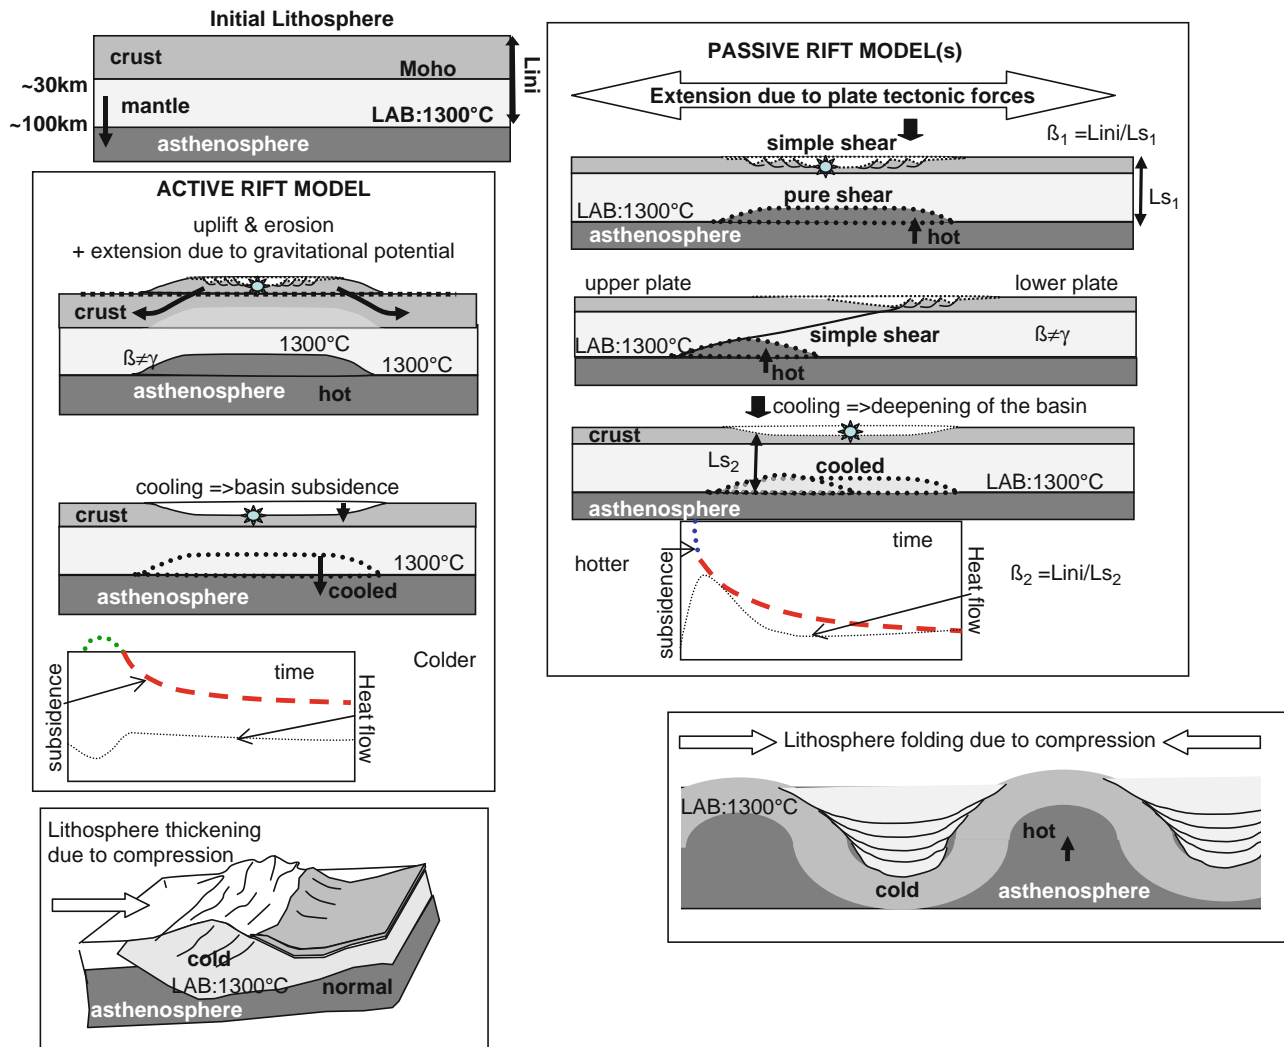 Initial Lithosphere
crust
Moho
Lini
~30km
mantle
LAB:1300°C
~100km
asthenosphere
ACTIVE RIFT MODEL
uplift & erosion
+ extension due to gravitational potential
crust
1300°C
ß≠γ
1300°C
asthenosphere
hot
cooling =>basin subsidence
crust
1300°C
asthenosphere
cooled
time
Colder
subsidence
Heat flow
Lithosphere thickening
due to compression
cold
LAB:1300°C
normal
asthenosphere
PASSIVE RIFT MODEL(s)
Extension due to plate tectonic forces
simple shear
ß₁ =Lini/Ls₁
pure shear
Ls₁
LAB:1300°C
asthenosphere
hot
upper plate
lower plate
simple shear
ß≠γ
LAB:1300°C
hot
cooling =>deepening of the basin
crust
Ls₂
cooled
LAB:1300°C
asthenosphere
time
hotter
subsidence
Heat flow
ß₂ =Lini/Ls₂
Lithosphere folding due to compression
LAB:1300°C
hot
cold
asthenosphere